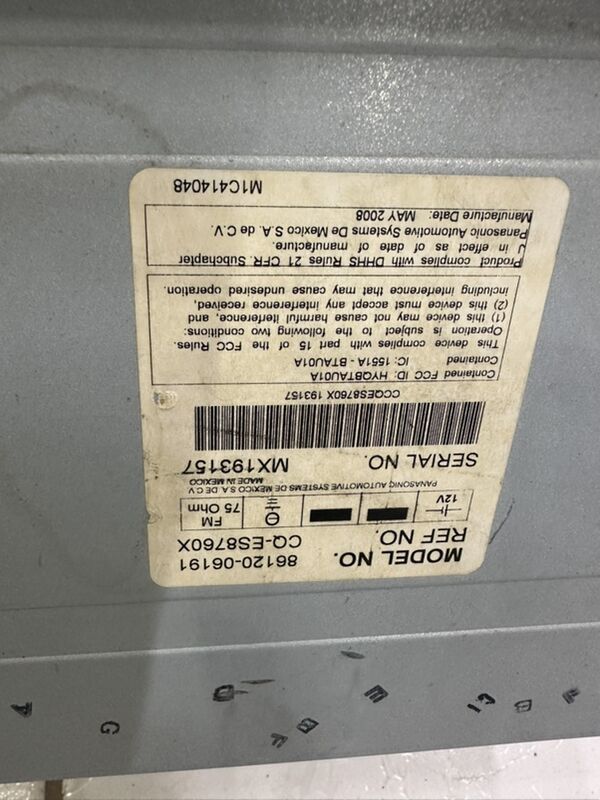 MODEL NO. 86120-06191
REF NO. CQ-ES8760X
12V FM 75 Ohm
PANASONIC AUTOMOTIVE SYSTEMS DE MEXICO S.A. DE C.V.
MADE IN MEXICO
SERIAL NO. MX193157
CCQES8760X 193157
Contained FCC ID: HYQBTAU01A
Contained IC: 1551A - BTAU01A
This device complies with part 15 of the FCC Rules.
Operation is subject to the following two conditions:
(1) this device may not cause harmful interference, and
(2) this device must accept any interference received,
including interference that may cause undesired operation.
Product complies with DHHS Rules 21 CFR Subchapter
J in effect as of date of manufacture.
Panasonic Automotive Systems De Mexico S.A. de C.V.
Manufacture Date: MAY 2008
M1C414048